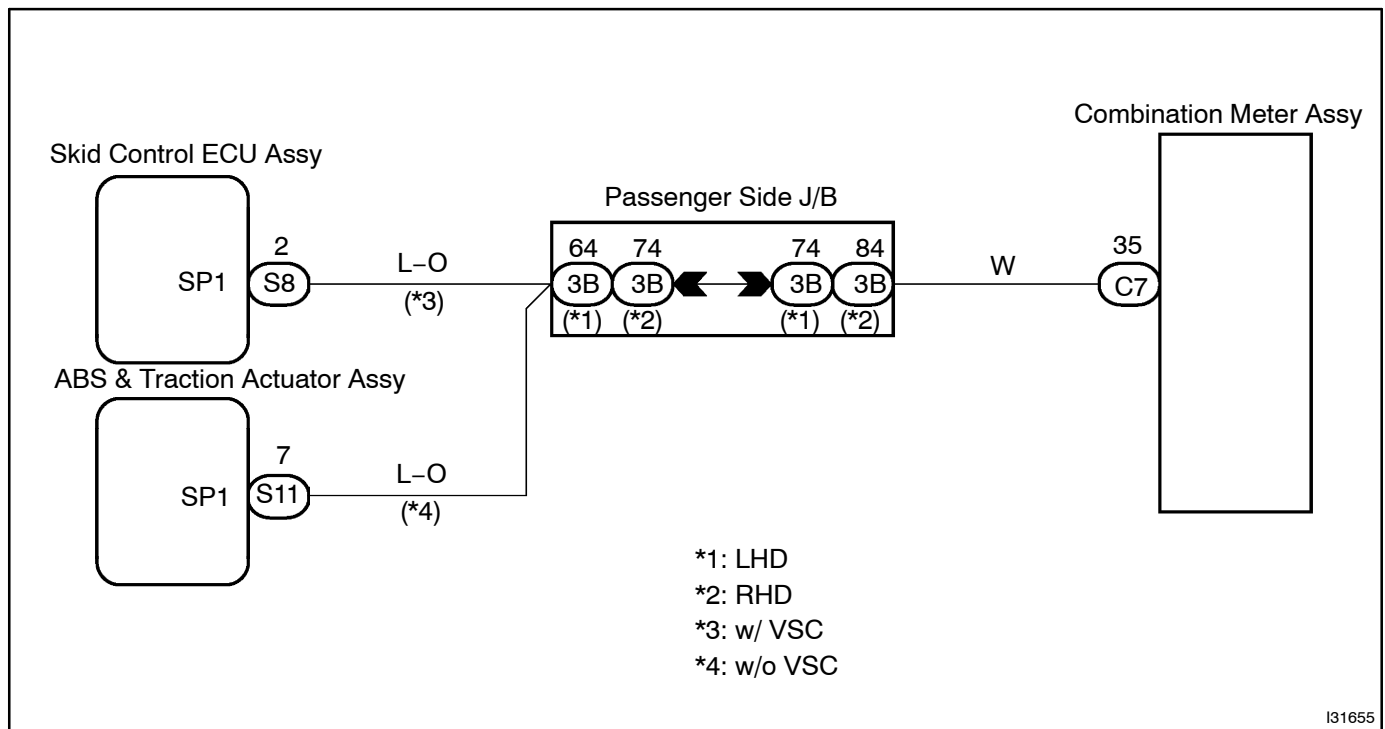 Combination Meter Assy
Skid Control ECU Assy
Passenger Side J/B
2
64 74 74 84
35
SP1 S8
L−O
(*3)
3B 3B 3B 3B
(*1) (*2) (*1) (*2)
W
C7
ABS & Traction Actuator Assy
7
SP1 S11
L−O
(*4)
*1: LHD
*2: RHD
*3: w/ VSC
*4: w/o VSC
I31655